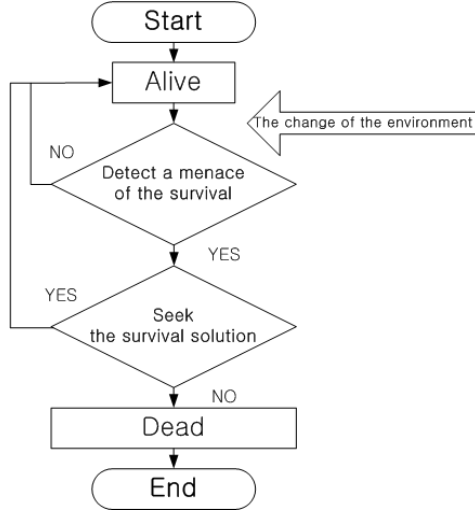 Start
Alive
The change of the environment
NO
Detect a menace
of the survival
YES
YES
Seek
the survival solution
NO
Dead
End